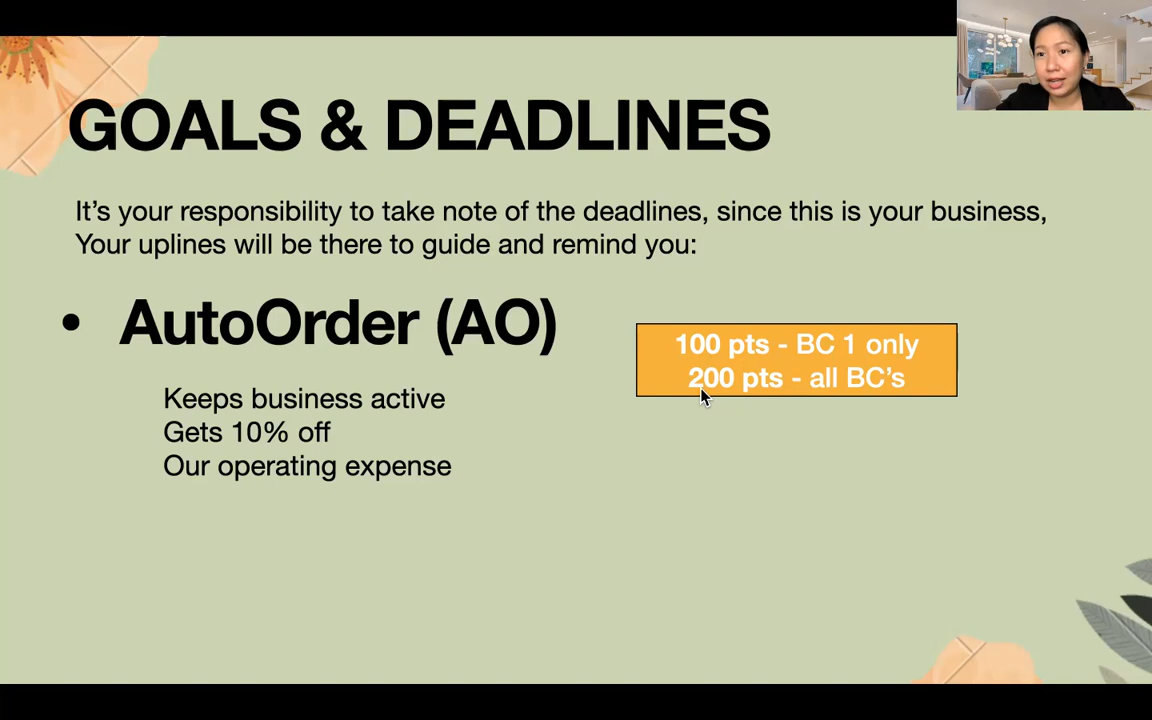 GOALS & DEADLINES
It’s your responsibility to take note of the deadlines, since this is your business,
Your uplines will be there to guide and remind you:
• AutoOrder (AO)
100 pts - BC 1 only
200 pts - all BC’s
Keeps business active
Gets 10% off
Our operating expense